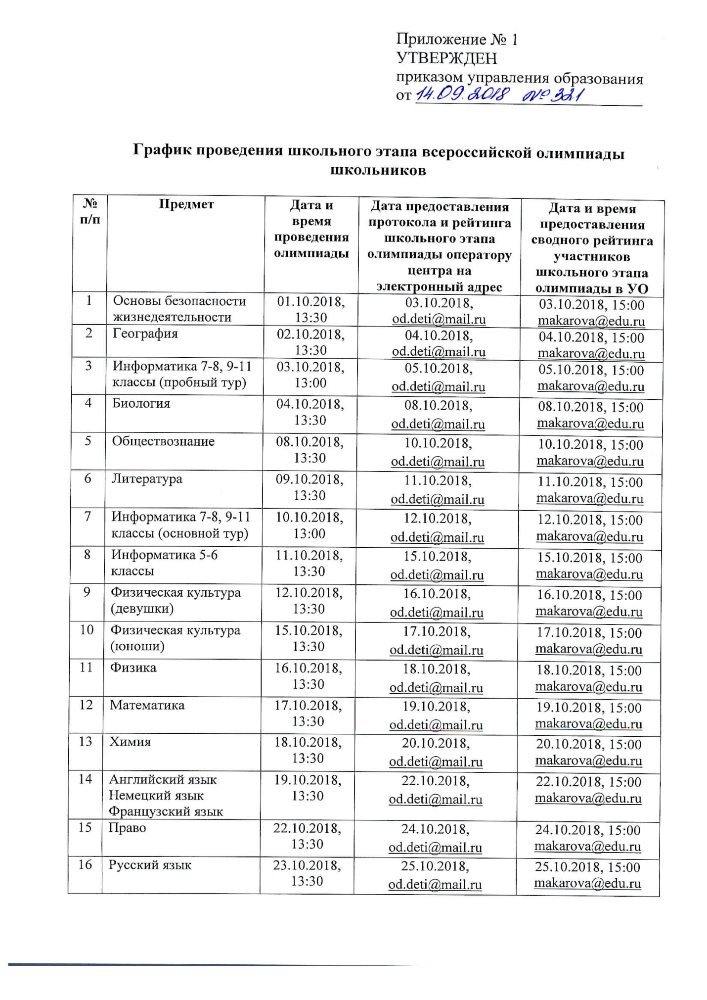 Приложение № 1
УТВЕРЖДЕН
приказом управления образования
от 14.09.2018 № 321
График проведения школьного этапа всероссийской олимпиады
школьников
№
п/п
Предмет
Дата и
время
проведения
олимпиады
Дата предоставления
протокола и рейтинга
школьного этапа
олимпиады оператору
центра на
электронный адрес
Дата и время
предоставления
сводного рейтинга
участников
школьного этапа
олимпиады в УО
1
Основы безопасности
жизнедеятельности
01.10.2018,
13:30
03.10.2018,
od.deti@mail.ru
03.10.2018, 15:00
makarova@edu.ru
2
География
02.10.2018,
13:30
04.10.2018,
od.deti@mail.ru
04.10.2018, 15:00
makarova@edu.ru
3
Информатика 7-8, 9-11
классы (пробный тур)
03.10.2018,
13:00
05.10.2018,
od.deti@mail.ru
05.10.2018, 15:00
makarova@edu.ru
4
Биология
04.10.2018,
13:30
08.10.2018,
od.deti@mail.ru
08.10.2018, 15:00
makarova@edu.ru
5
Обществознание
08.10.2018,
13:30
10.10.2018,
od.deti@mail.ru
10.10.2018, 15:00
makarova@edu.ru
6
Литература
09.10.2018,
13:30
11.10.2018,
od.deti@mail.ru
11.10.2018, 15:00
makarova@edu.ru
7
Информатика 7-8, 9-11
классы (основной тур)
10.10.2018,
13:00
12.10.2018,
od.deti@mail.ru
12.10.2018, 15:00
makarova@edu.ru
8
Информатика 5-6
классы
11.10.2018,
13:30
15.10.2018,
od.deti@mail.ru
15.10.2018, 15:00
makarova@edu.ru
9
Физическая культура
(девушки)
12.10.2018,
13:30
16.10.2018,
od.deti@mail.ru
16.10.2018, 15:00
makarova@edu.ru
10
Физическая культура
(юноши)
15.10.2018,
13:30
17.10.2018,
od.deti@mail.ru
17.10.2018, 15:00
makarova@edu.ru
11
Физика
16.10.2018,
13:30
18.10.2018,
od.deti@mail.ru
18.10.2018, 15:00
makarova@edu.ru
12
Математика
17.10.2018,
13:30
19.10.2018,
od.deti@mail.ru
19.10.2018, 15:00
makarova@edu.ru
13
Химия
18.10.2018,
13:30
20.10.2018,
od.deti@mail.ru
20.10.2018, 15:00
makarova@edu.ru
14
Английский язык
Немецкий язык
Французский язык
19.10.2018,
13:30
22.10.2018,
od.deti@mail.ru
22.10.2018, 15:00
makarova@edu.ru
15
Право
22.10.2018,
13:30
24.10.2018,
od.deti@mail.ru
24.10.2018, 15:00
makarova@edu.ru
16
Русский язык
23.10.2018,
13:30
25.10.2018,
od.deti@mail.ru
25.10.2018, 15:00
makarova@edu.ru